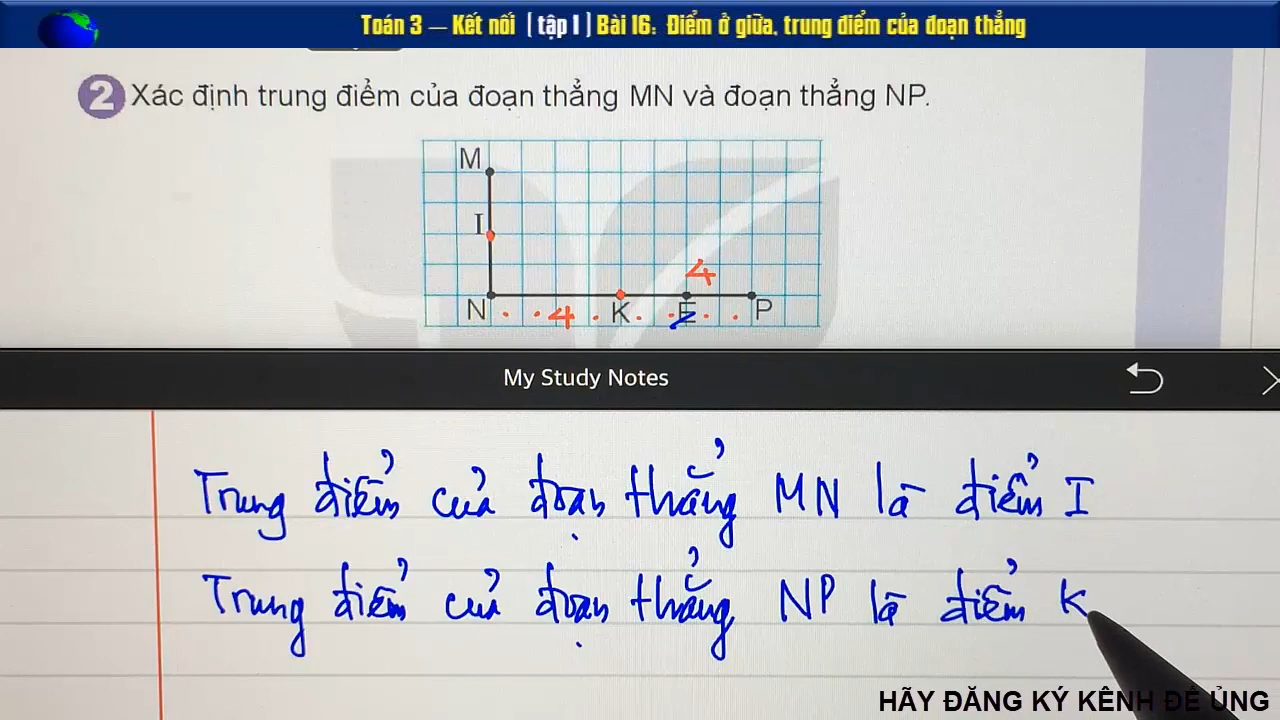 Toán 3 – Kết nối [ tập 1 ] Bài 16: Điểm ở giữa, trung điểm của đoạn thẳng
2 Xác định trung điểm của đoạn thẳng MN và đoạn thẳng NP.
M
I
4
N 4 K E P
My Study Notes
Trung điểm của đoạn thẳng MN là điểm I
Trung điểm của đoạn thẳng NP là điểm K
HÃY ĐĂNG KÝ KÊNH ĐỂ ỦNG